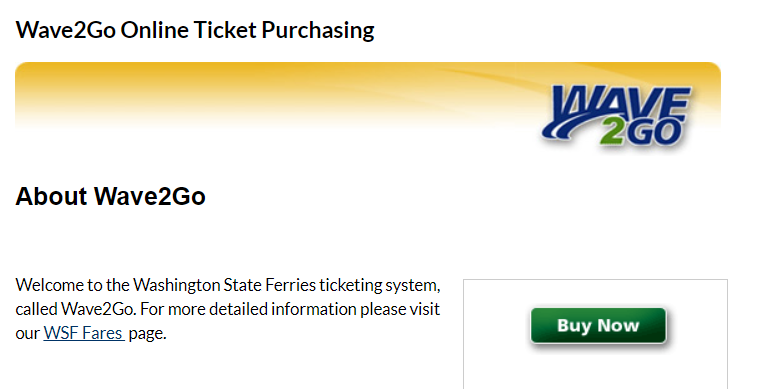 Wave2Go Online Ticket Purchasing
WAVE
2GO
About Wave2Go
Welcome to the Washington State Ferries ticketing system,
called Wave2Go. For more detailed information please visit
our WSF Fares page.
Buy Now